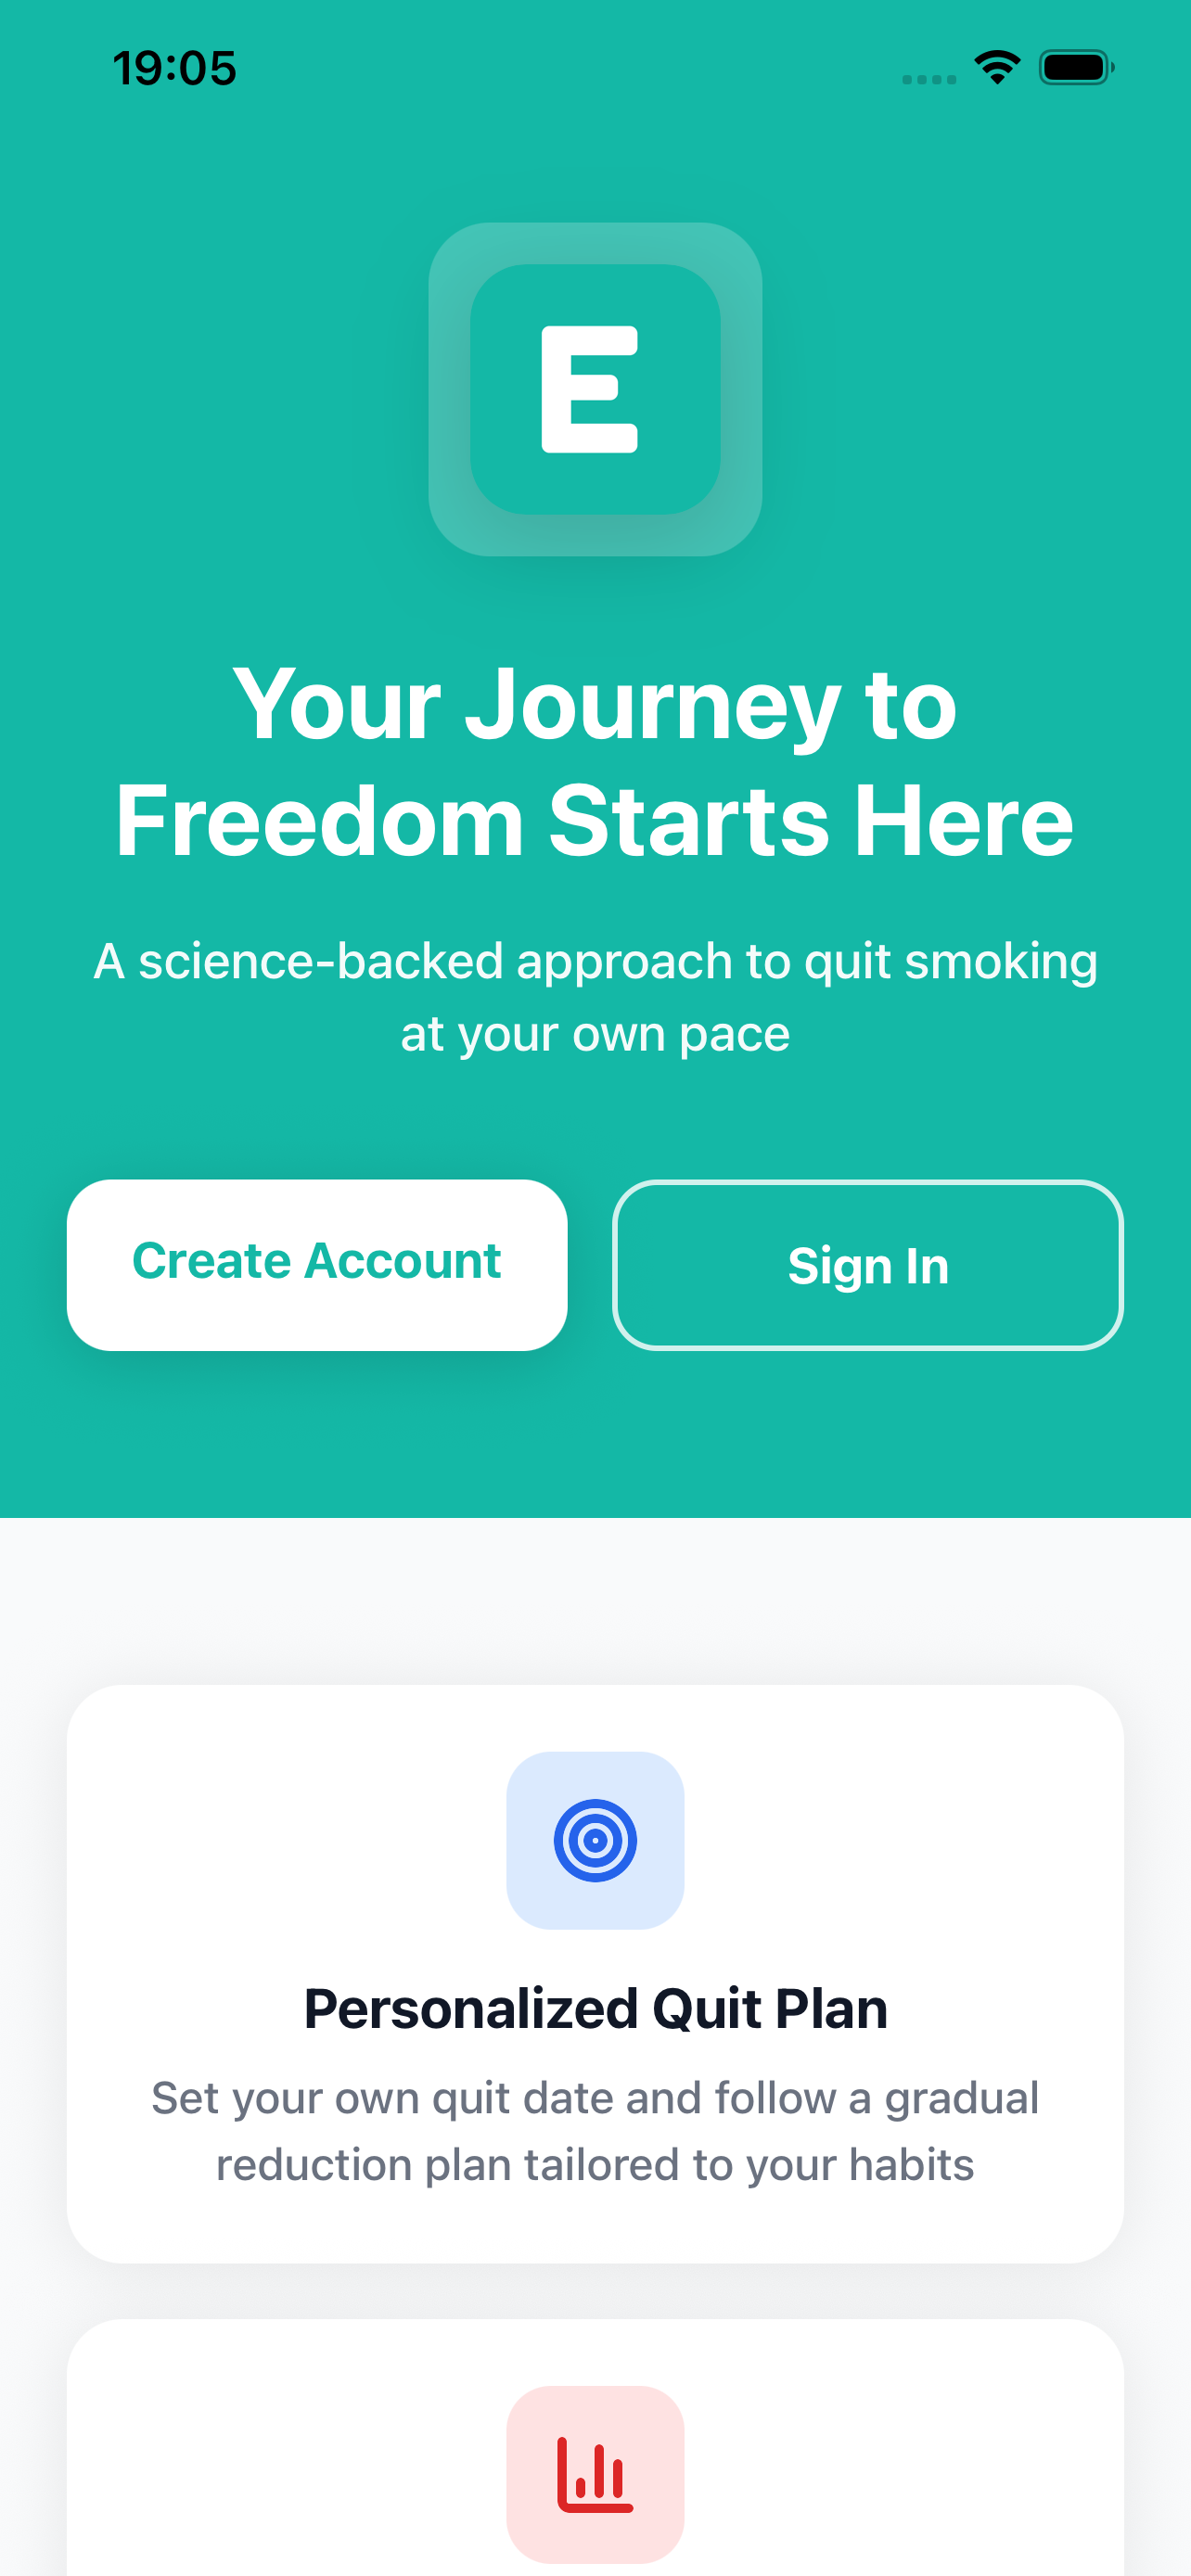 19:05
E
Your Journey to
Freedom Starts Here
A science-backed approach to quit smoking
at your own pace
Create Account
Sign In
Personalized Quit Plan
Set your own quit date and follow a gradual
reduction plan tailored to your habits